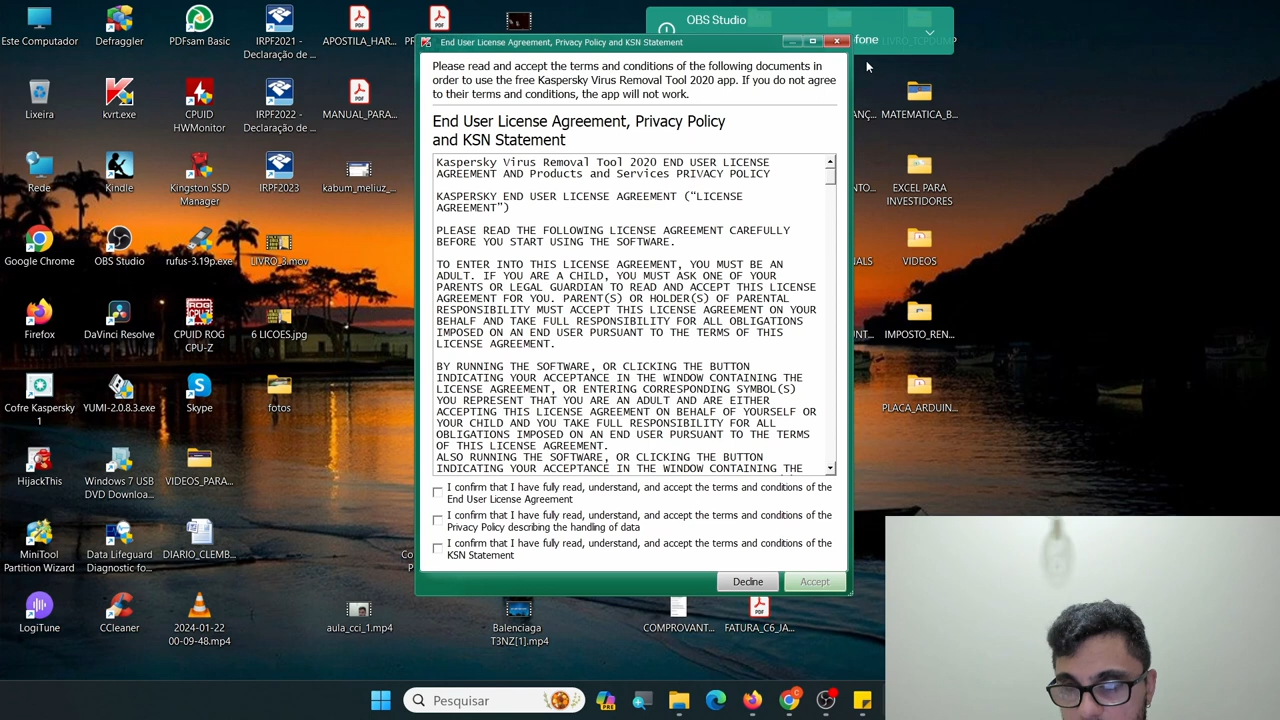 Este Computador
Defraggler
PDFsam Basic
IRPF2021 -
Declaração de ...
APOSTILA_HAR...
OBS Studio
fone
LIVRO_TCPDUMP
End User License Agreement, Privacy Policy and KSN Statement
Please read and accept the terms and conditions of the following documents in
order to use the free Kaspersky Virus Removal Tool 2020 app. If you do not agree
to their terms and conditions, the app will not work.
End User License Agreement, Privacy Policy
and KSN Statement
Kaspersky Virus Removal Tool 2020 END USER LICENSE
AGREEMENT AND Products and Services PRIVACY POLICY
KASPERSKY END USER LICENSE AGREEMENT (“LICENSE
AGREEMENT”)
PLEASE READ THE FOLLOWING LICENSE AGREEMENT CAREFULLY
BEFORE YOU START USING THE SOFTWARE.
TO ENTER INTO THIS LICENSE AGREEMENT, YOU MUST BE AN
ADULT. IF YOU ARE A CHILD, YOU MUST ASK ONE OF YOUR
PARENTS OR LEGAL GUARDIAN TO READ AND ACCEPT THIS LICENSE
AGREEMENT FOR YOU. PARENT(S) OR HOLDER(S) OF PARENTAL
RESPONSIBILITY MUST ACCEPT THIS LICENSE AGREEMENT ON YOUR
BEHALF AND TAKE FULL RESPONSIBILITY FOR ALL OBLIGATIONS
IMPOSED ON AN END USER PURSUANT TO THE TERMS OF THIS
LICENSE AGREEMENT.
BY RUNNING THE SOFTWARE, OR CLICKING THE BUTTON
INDICATING YOUR ACCEPTANCE IN THE WINDOW CONTAINING THE
LICENSE AGREEMENT, OR ENTERING CORRESPONDING SYMBOL(S)
YOU REPRESENT THAT YOU ARE AN ADULT AND ARE EITHER
ACCEPTING THIS LICENSE AGREEMENT ON BEHALF OF YOURSELF OR
YOUR CHILD AND YOU TAKE FULL RESPONSIBILITY FOR ALL
OBLIGATIONS IMPOSED ON AN END USER PURSUANT TO THE TERMS
OF THIS LICENSE AGREEMENT.
ALSO RUNNING THE SOFTWARE, OR CLICKING THE BUTTON
INDICATING YOUR ACCEPTANCE IN THE WINDOW CONTAINING THE
I confirm that I have fully read, understand, and accept the terms and conditions of the
End User License Agreement
I confirm that I have fully read, understand, and accept the terms and conditions of the
Privacy Policy describing the handling of data
I confirm that I have fully read, understand, and accept the terms and conditions of the
KSN Statement
Decline
Accept
Lixeira
kvrt.exe
CPUID
HWMonitor
IRPF2022 -
Declaração de ...
MANUAL_PARA...
MATEMATICA_B...
Rede
Kindle
Kingston SSD
Manager
IRPF2023
kabum_meliuz_...
EXCEL PARA
INVESTIDORES
Google Chrome
OBS Studio
rufus-3.19p.exe
LIVRO_3.mov
VIDEOS
Firefox
DaVinci Resolve
CPUID ROG
CPU-Z
6 LICOES.jpg
IMPOSTO_REN...
Cofre Kaspersky
1
YUMI-2.0.8.3.exe
Skype
fotos
PLACA_ARDUIN...
HijackThis
Windows 7 USB
DVD Downloa...
VIDEOS_PARA...
MiniTool
Partition Wizard
Data Lifeguard
Diagnostic fo...
DIARIO_CLEMB...
LogiTune
CCleaner
2024-01-22
00-09-48.mp4
aula_cci_1.mp4
Balenciaga
T3NZ[1].mp4
COMPROVANT...
FATURA_C6_JA...
Pesquisar